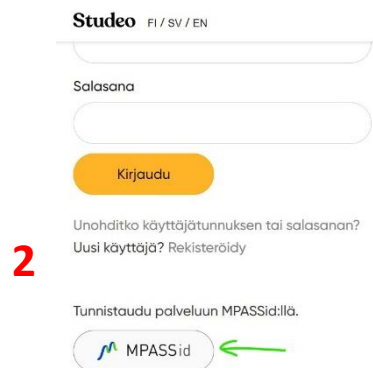 Studeo FI / SV / EN
Salasana
Kirjaudu
Unohditko käyttäjätunnuksen tai salasanan?
Uusi käyttäjä? Rekisteröidy
2
Tunnistaudu palveluun MPASSid:llä.
MPASSid